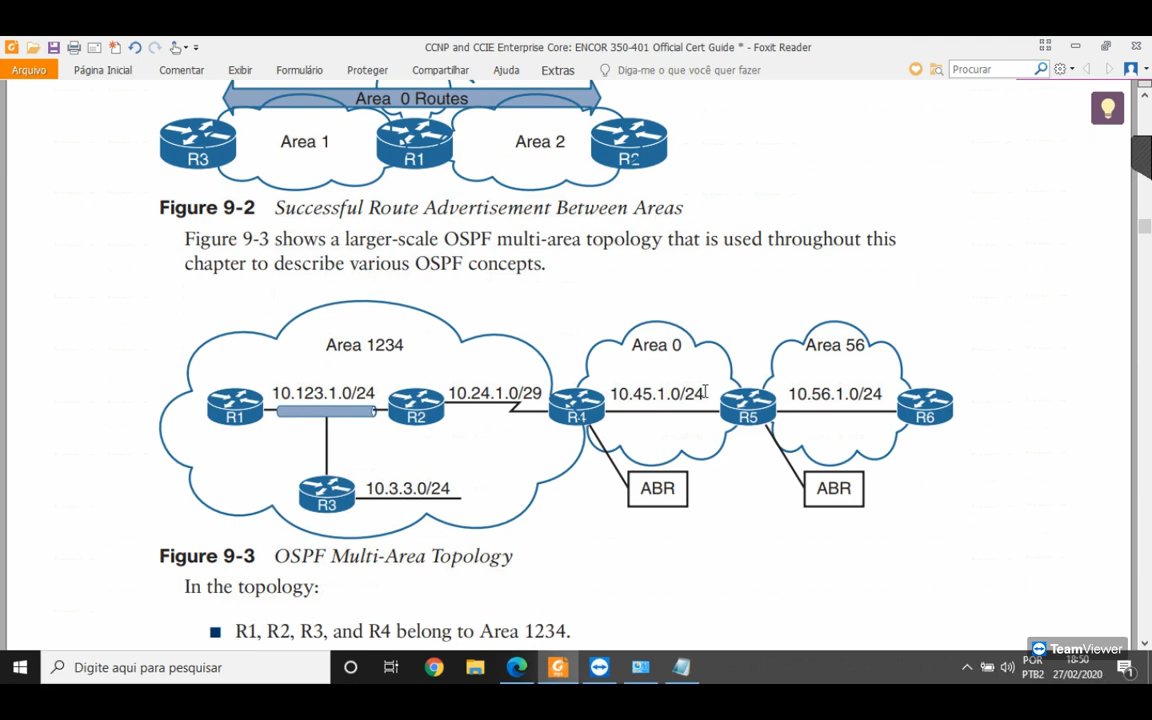 CCNP and CCIE Enterprise Core: ENCOR 350-401 Official Cert Guide * - Foxit Reader
Arquivo Página Inicial Comentar Exibir Formulário Proteger Compartilhar Ajuda Extras Diga-me o que você quer fazer Procurar
Area 0 Routes
Area 1 Area 2
R3 R1 R2
Figure 9-2 Successful Route Advertisement Between Areas
Figure 9-3 shows a larger-scale OSPF multi-area topology that is used throughout this
chapter to describe various OSPF concepts.
Area 1234 Area 0 Area 56
10.123.1.0/24 10.24.1.0/29 10.45.1.0/24 10.56.1.0/24
R1 R2 R4 R5 R6
10.3.3.0/24 ABR ABR
R3
Figure 9-3 OSPF Multi-Area Topology
In the topology:
■ R1, R2, R3, and R4 belong to Area 1234.
TeamViewer
Digite aqui para pesquisar
POR
PTB2
18:50
27/02/2020
1